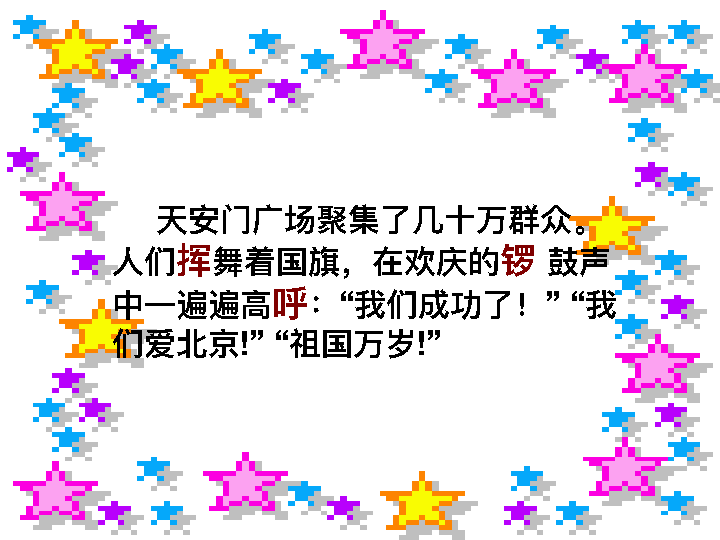 天安门广场聚集了几十万群众。
人们挥舞着国旗，在欢庆的锣 鼓声
中一遍遍高呼：“我们成功了！” “我
们爱北京!” “祖国万岁!”